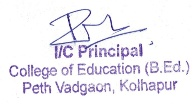 I/C Principal
College of Education (B.Ed.)
Peth Vadgaon, Kolhapur